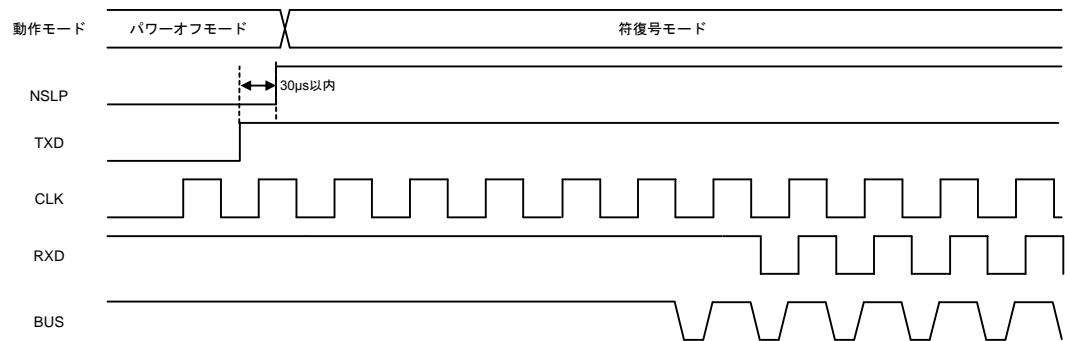 動作モード
パワーオフモード
符復号モード
30μs以内
NSLP
TXD
CLK
RXD
BUS